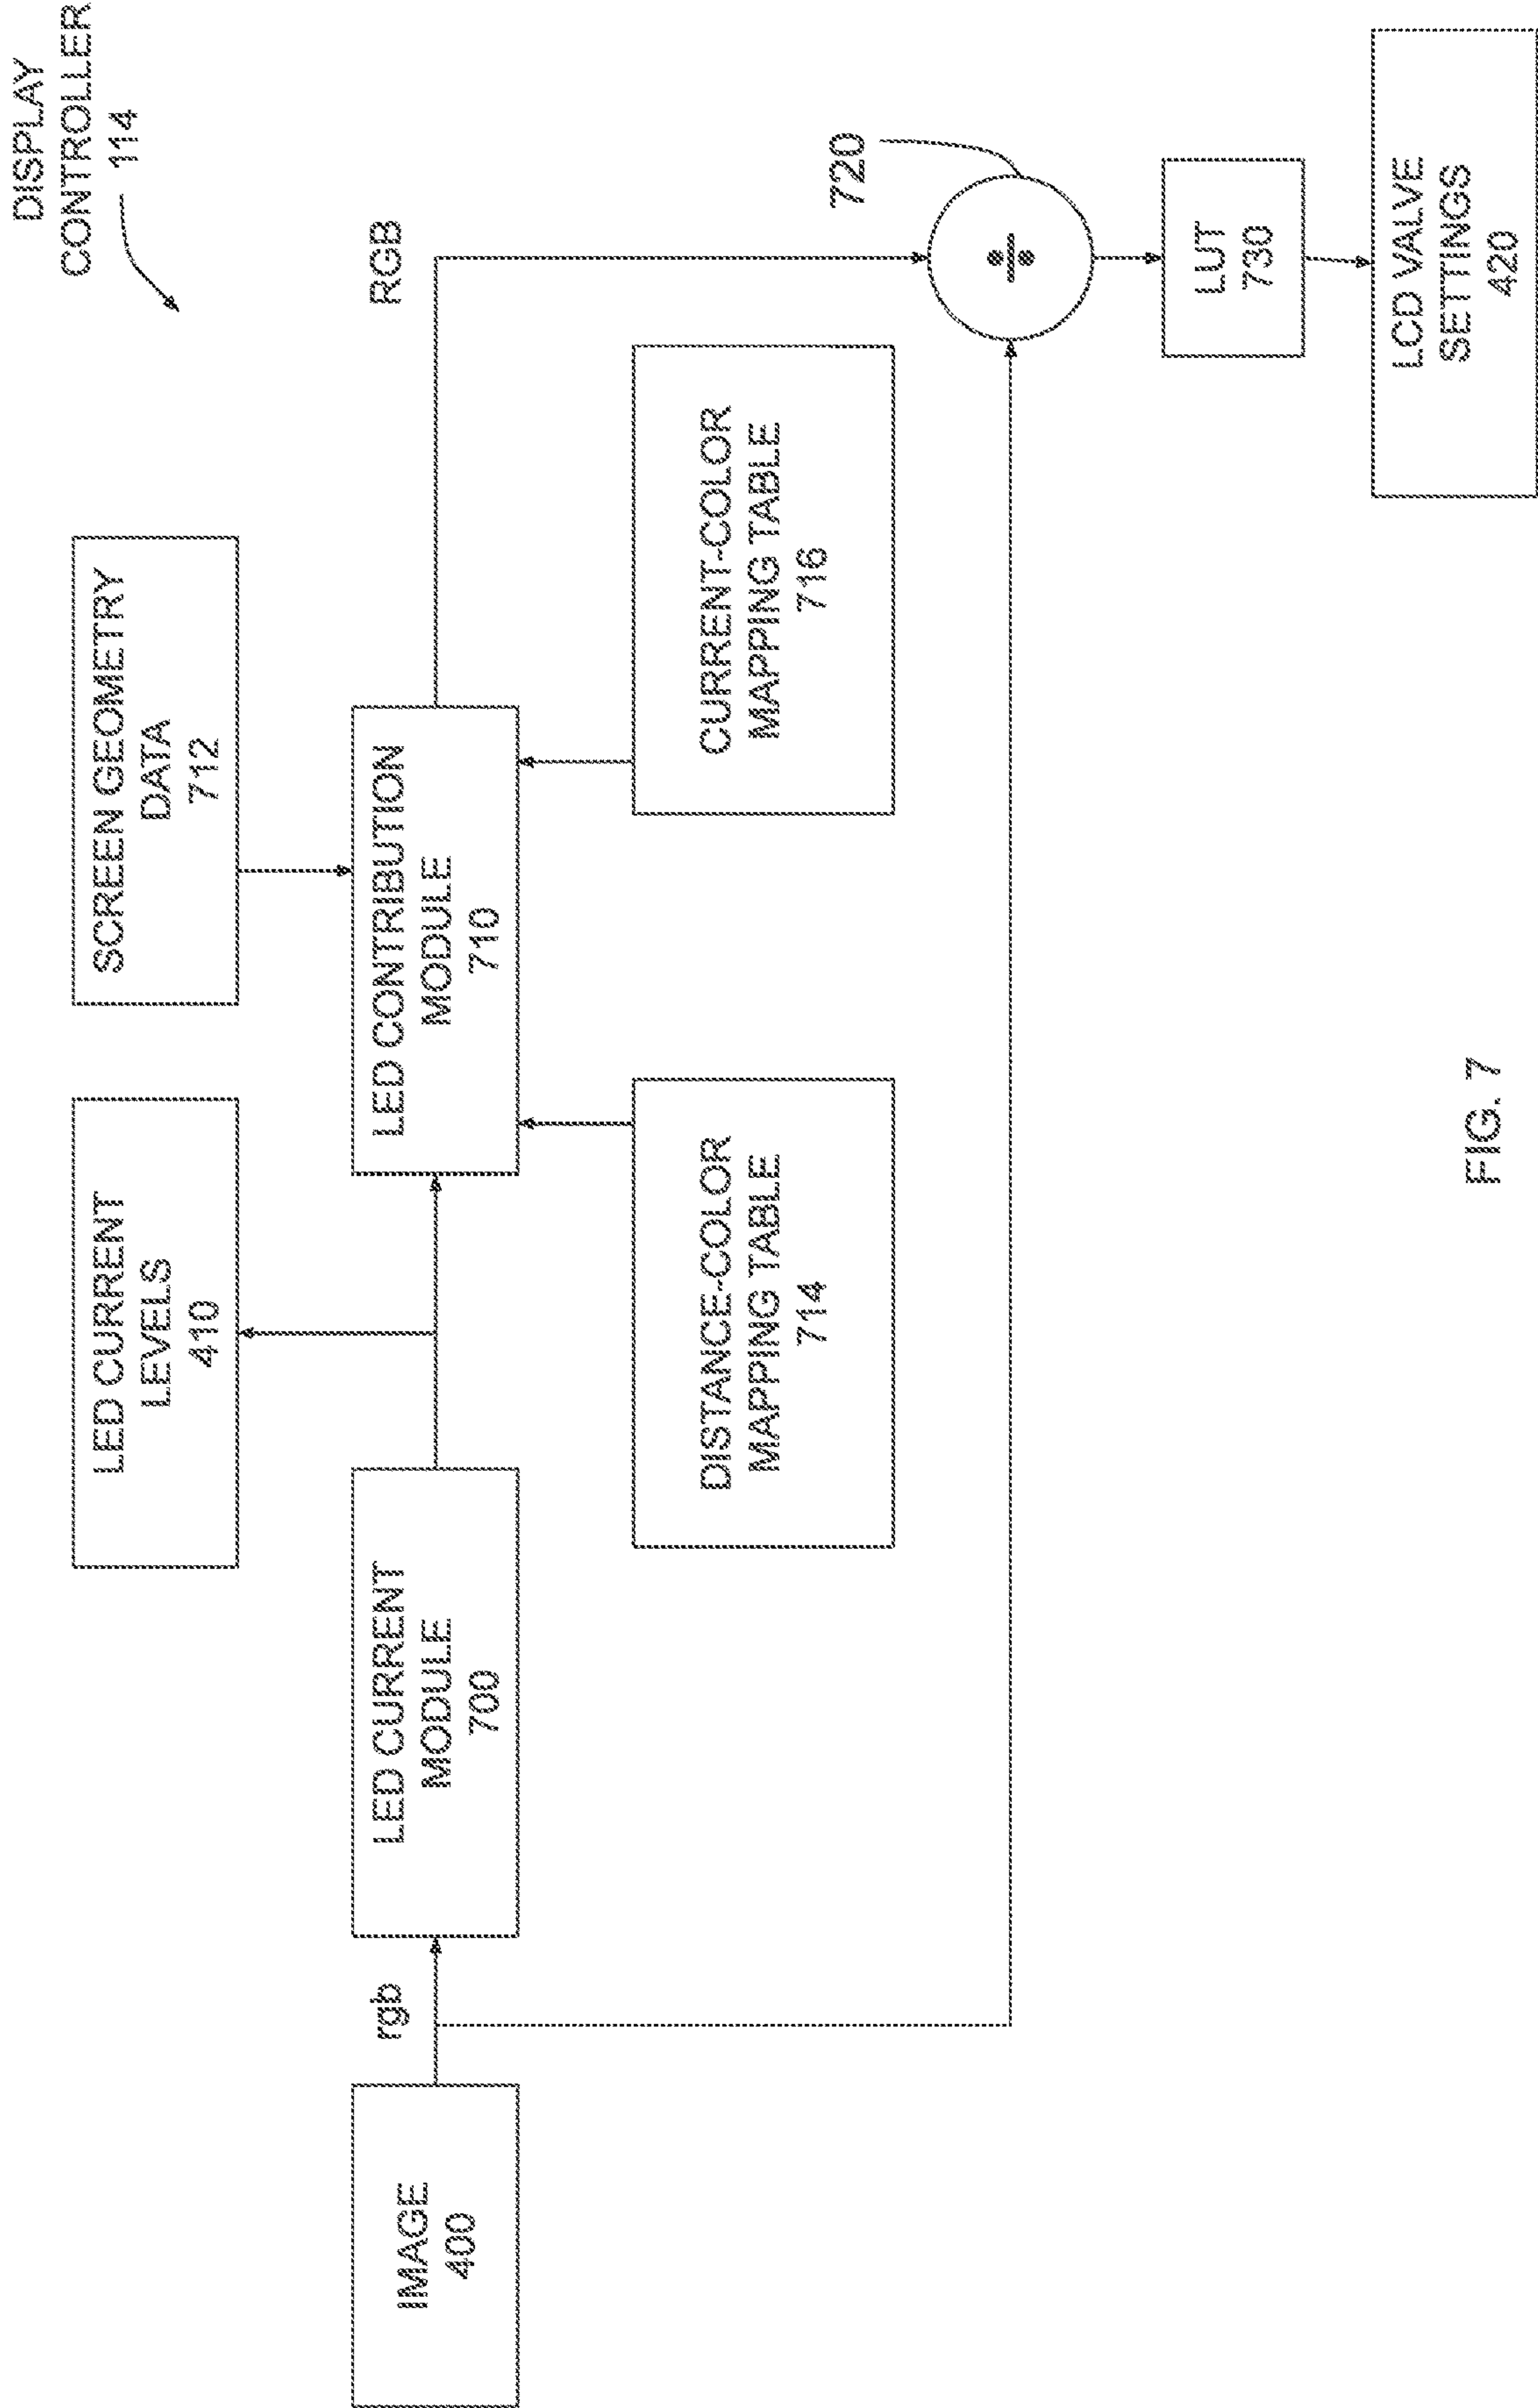 DISPLAY
CONTROLLER
114
LED CURRENT
LEVELS
410
SCREEN GEOMETRY
DATA
712
IMAGE
400
rgb
LED CURRENT
MODULE
700
LED CONTRIBUTION
MODULE
710
RGB
DISTANCE-COLOR
MAPPING TABLE
714
CURRENT-COLOR
MAPPING TABLE
716
720
÷
LUT
730
LCD VALVE
SETTINGS
420
FIG. 7